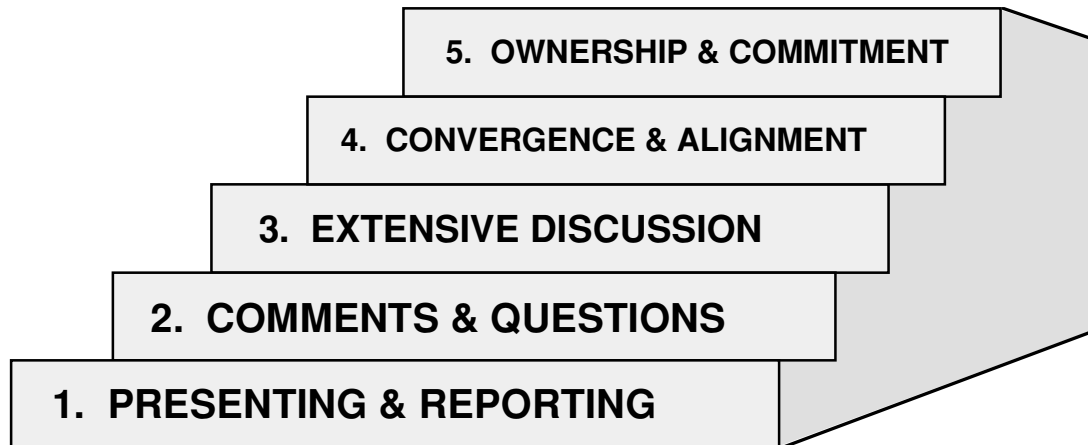 5. OWNERSHIP & COMMITMENT
4. CONVERGENCE & ALIGNMENT
3. EXTENSIVE DISCUSSION
2. COMMENTS & QUESTIONS
1. PRESENTING & REPORTING